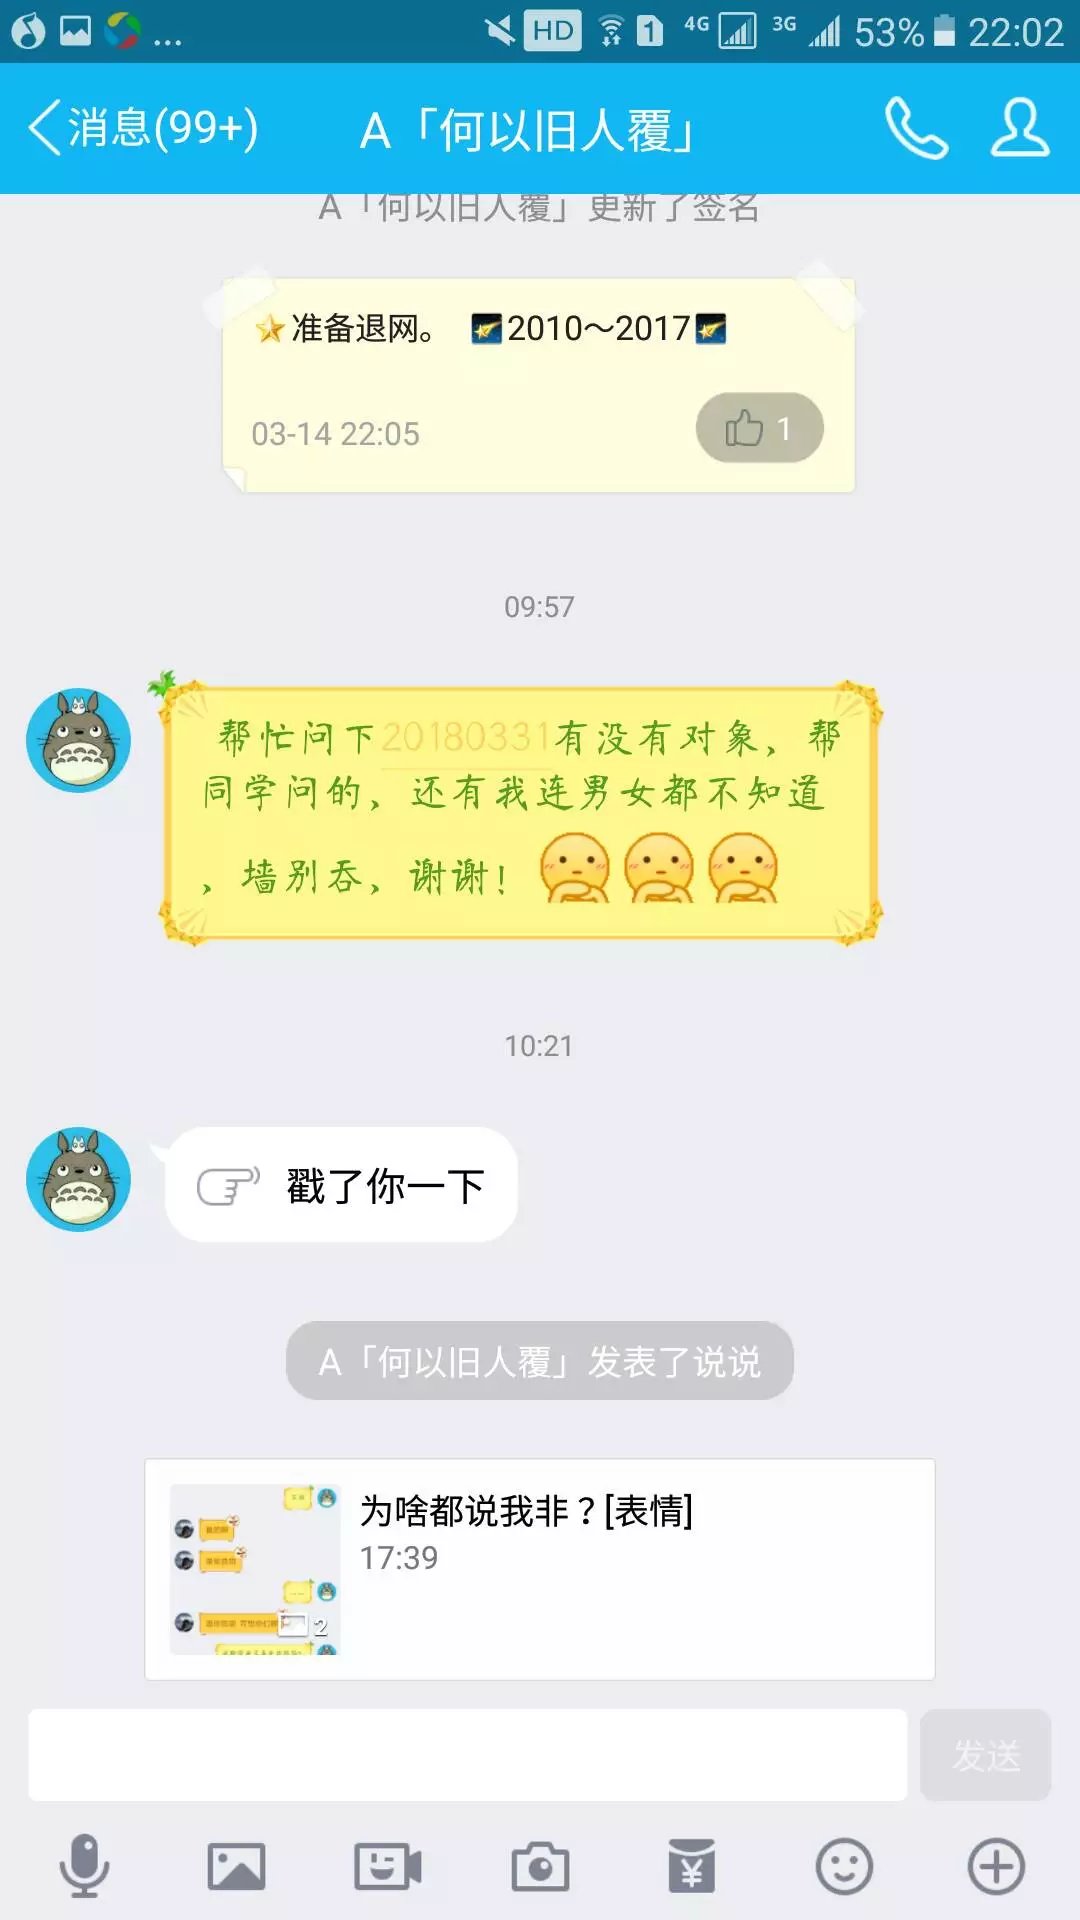 HD 1 4G 3G 53% 22:02
消息(99+) A「何以旧人覆」
A「何以旧人覆」更新了签名
准备退网。 2010～2017
03-14 22:05 1
09:57
帮忙问下20180331有没有对象，帮
同学问的，还有我连男女都不知道
，墙别吞，谢谢！
10:21
戳了你一下
A「何以旧人覆」发表了说说
为啥都说我非？[表情]
17:39
2
发送